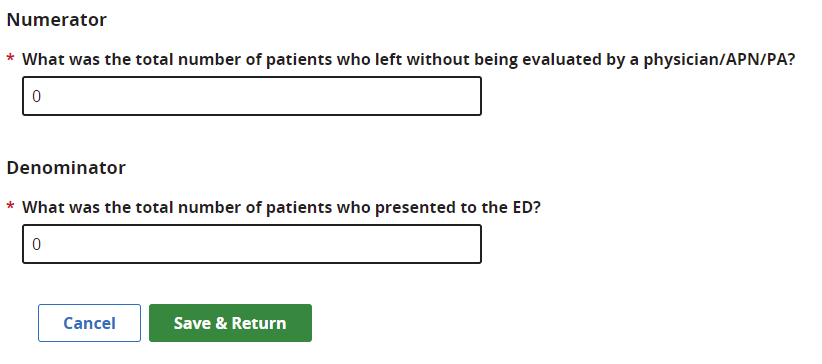 Numerator
* What was the total number of patients who left without being evaluated by a physician/APN/PA?
0
Denominator
* What was the total number of patients who presented to the ED?
0
Cancel Save & Return